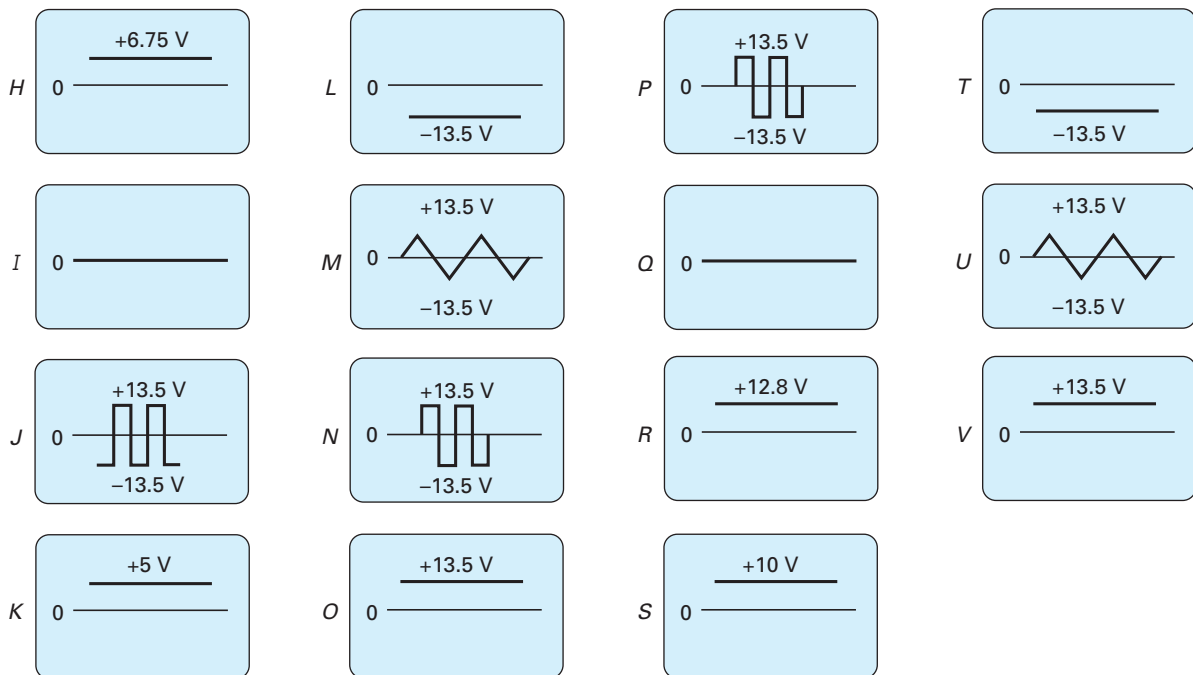 +6.75 V
H 0
L 0
−13.5 V
+13.5 V
P 0
−13.5 V
T 0
−13.5 V
I 0
+13.5 V
M 0
−13.5 V
Q 0
+13.5 V
U 0
−13.5 V
+13.5 V
J 0
−13.5 V
+13.5 V
N 0
−13.5 V
+12.8 V
R 0
+13.5 V
V 0
+5 V
K 0
+13.5 V
O 0
+10 V
S 0